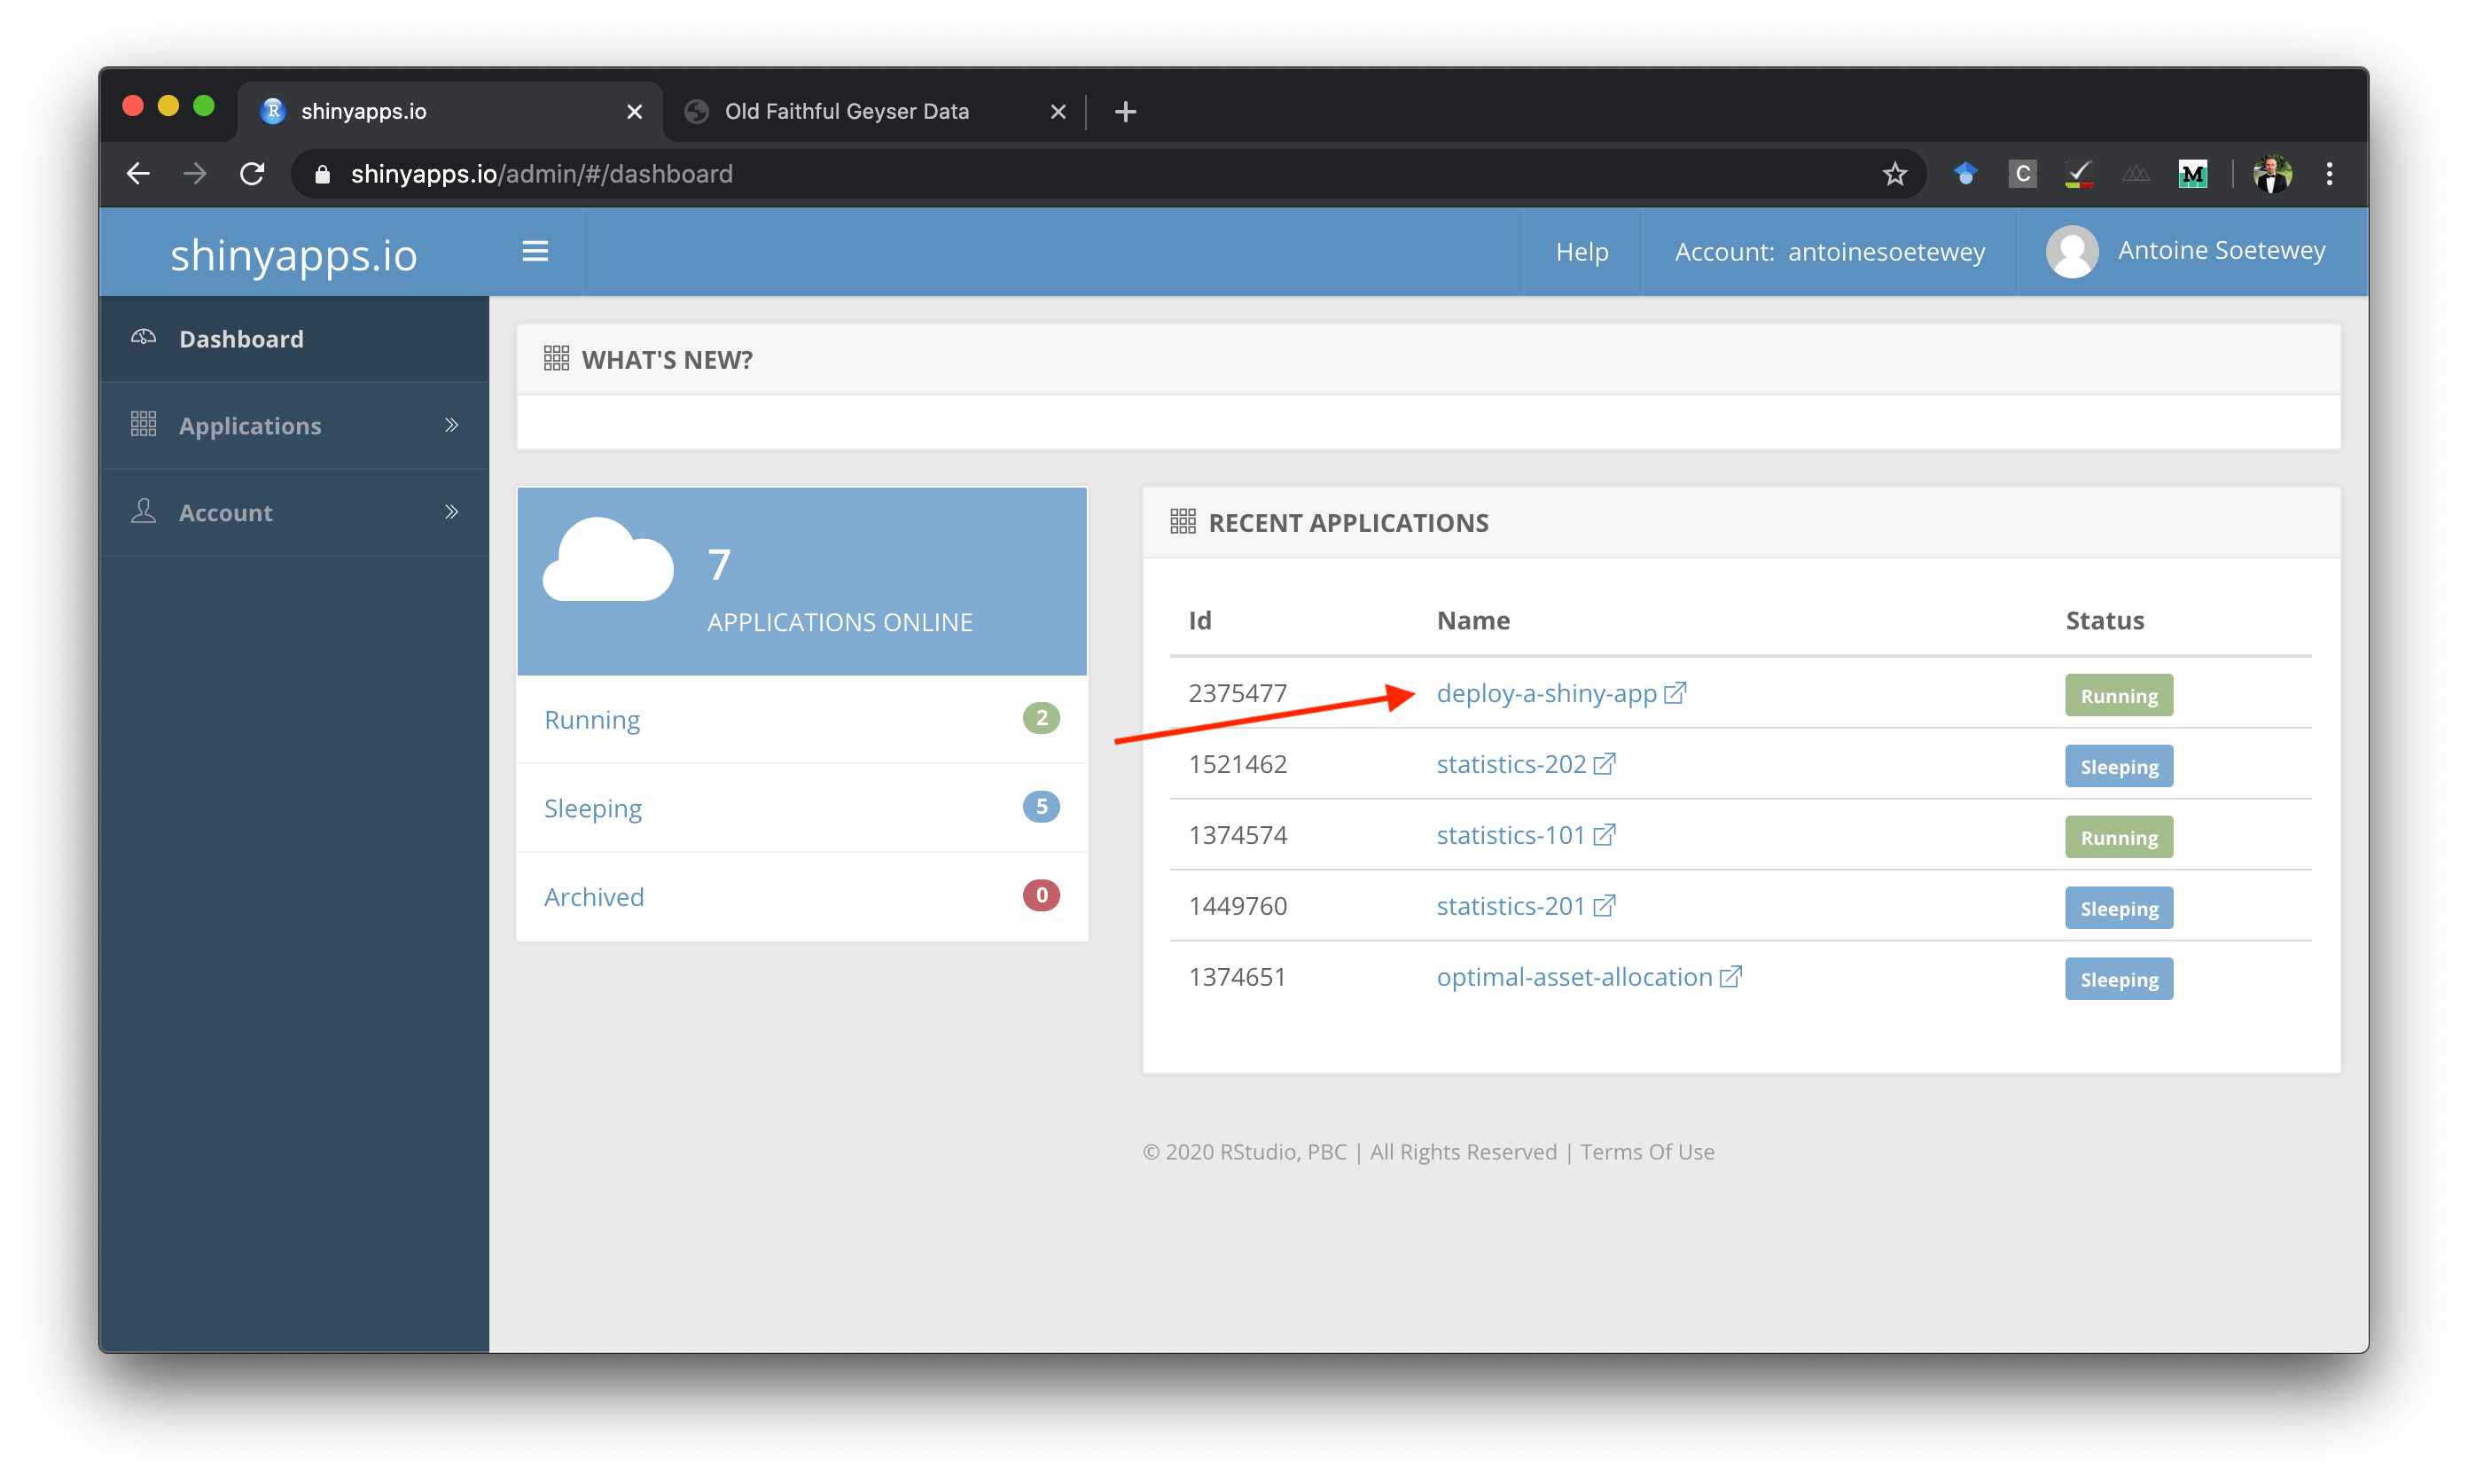 shinyapps.io
Old Faithful Geyser Data
shinyapps.io/admin/#/dashboard
C
M
shinyapps.io
Help
Account: antoinesoetewey
Antoine Soetewey
Dashboard
Applications
Account
WHAT'S NEW?
7
APPLICATIONS ONLINE
Running 2
Sleeping 5
Archived 0
RECENT APPLICATIONS
Id Name Status
2375477 deploy-a-shiny-app Running
1521462 statistics-202 Sleeping
1374574 statistics-101 Running
1449760 statistics-201 Sleeping
1374651 optimal-asset-allocation Sleeping
© 2020 RStudio, PBC | All Rights Reserved | Terms Of Use